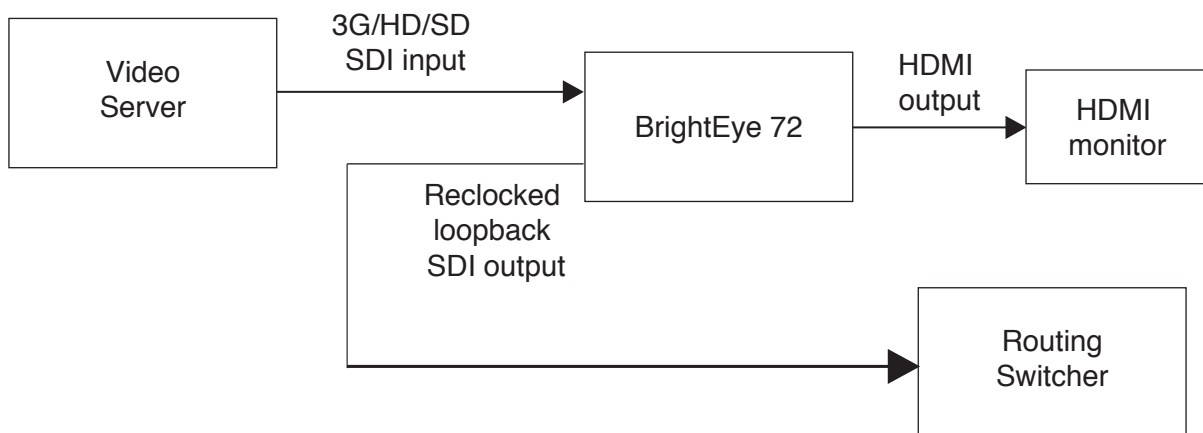 Video
Server
3G/HD/SD
SDI input
BrightEye 72
HDMI
output
HDMI
monitor
Reclocked
loopback
SDI output
Routing
Switcher